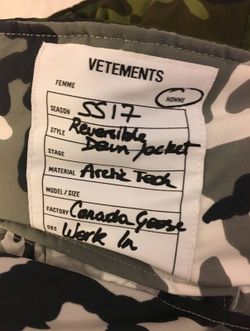 VETEMENTS
FEMME HOMME
SEASON SS17
STYLE Reversible
Down Jacket
STAGE
MATERIAL Arctic Tech
MODEL/SIZE
FACTORY Canada Goose
OBS Work In